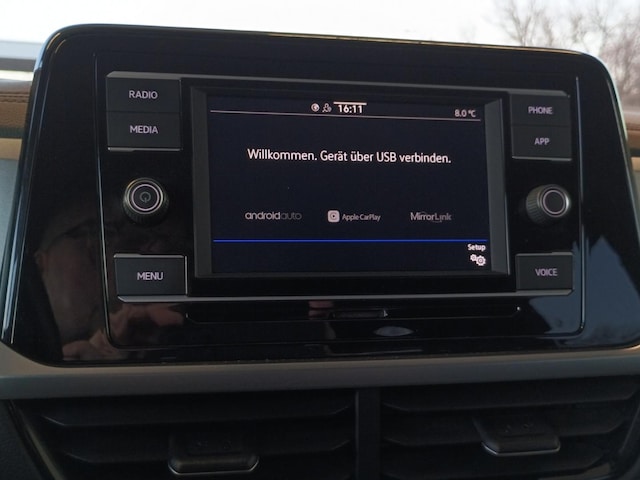 RADIO
MEDIA
MENU
16:11
8.0 °C
Willkommen. Gerät über USB verbinden.
androidauto
Apple CarPlay
MirrorLink
Setup
PHONE
APP
VOICE